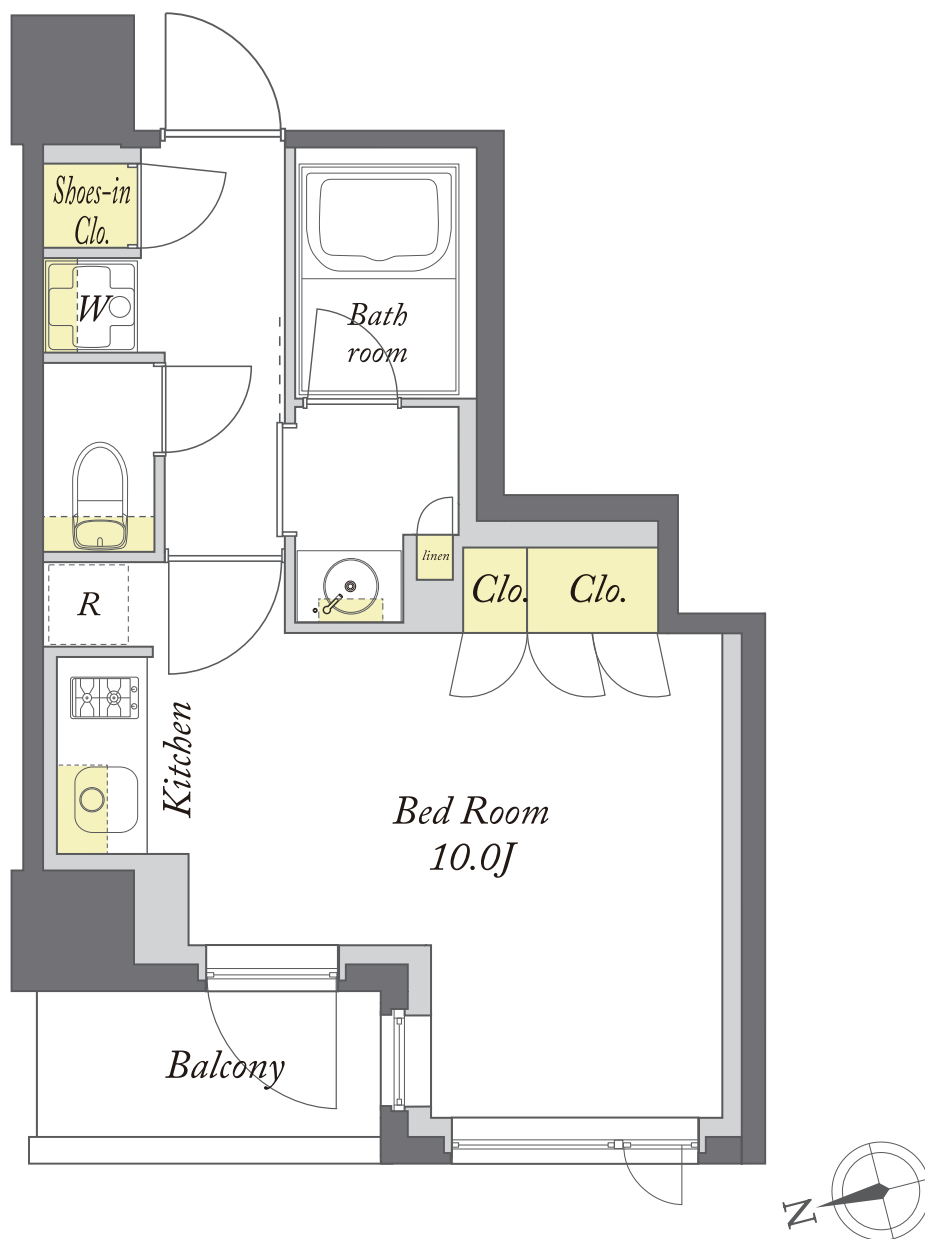 Shoes-in
Clo.
W
Bath
room
linen
Clo.
Clo.
R
Kitchen
Bed Room
10.0J
Balcony
N